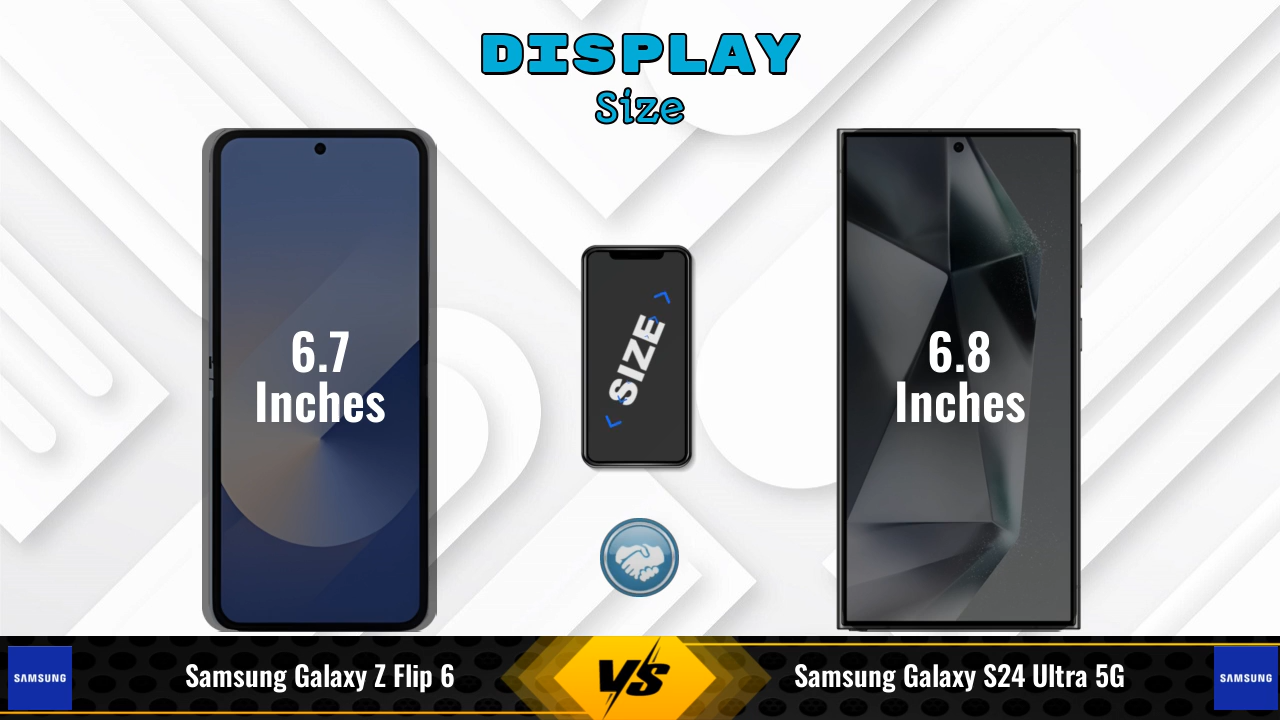 DISPLAY
Size
6.7
Inches
SIZE
6.8
Inches
SAMSUNG
Samsung Galaxy Z Flip 6
VS
Samsung Galaxy S24 Ultra 5G
SAMSUNG